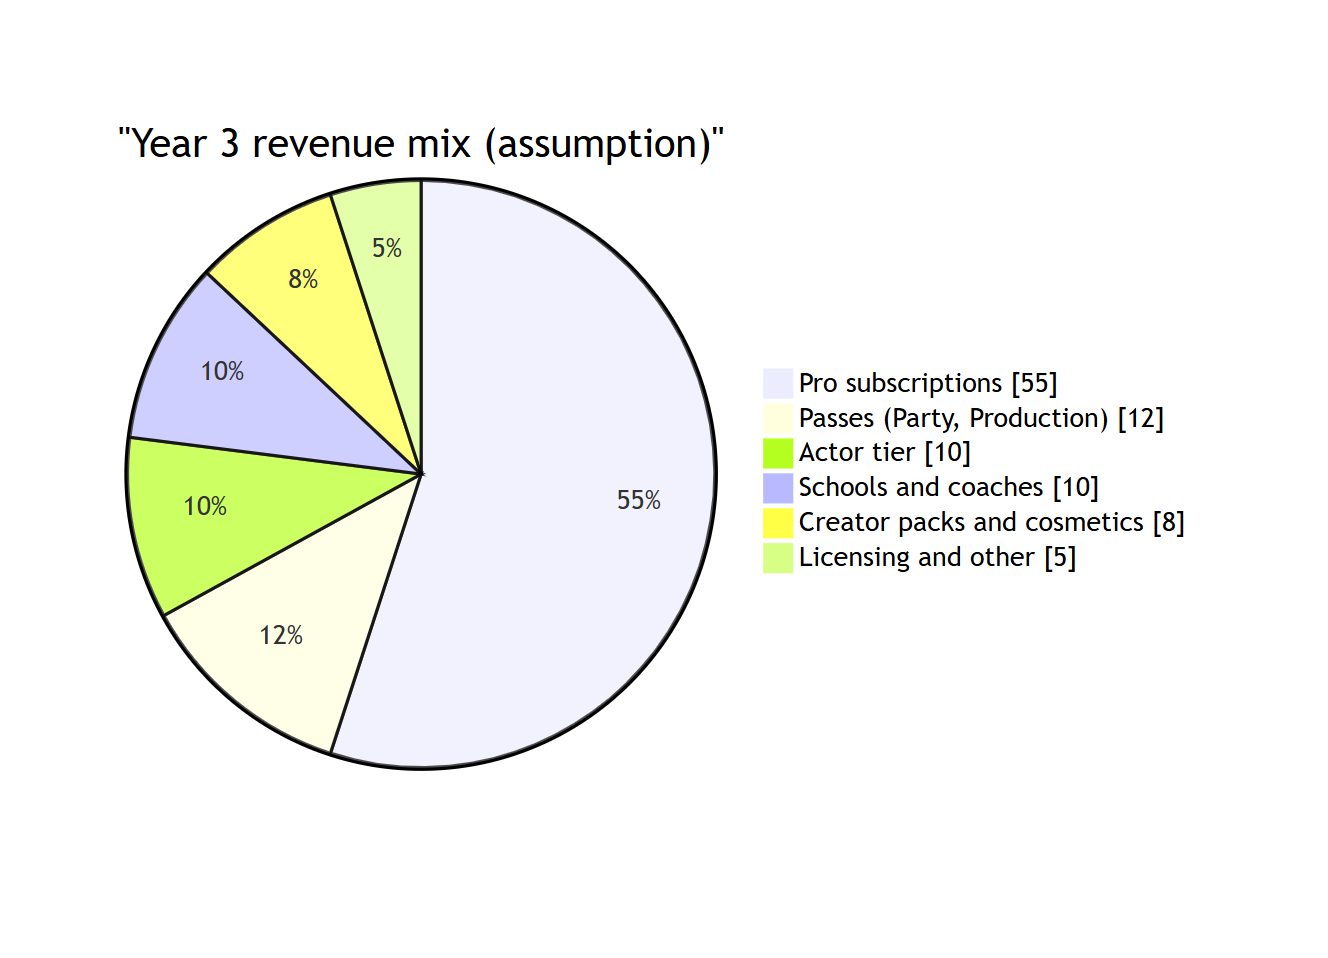 "Year 3 revenue mix (assumption)"
5%
8%
10%
10%
12%
55%
Pro subscriptions [55]
Passes (Party, Production) [12]
Actor tier [10]
Schools and coaches [10]
Creator packs and cosmetics [8]
Licensing and other [5]